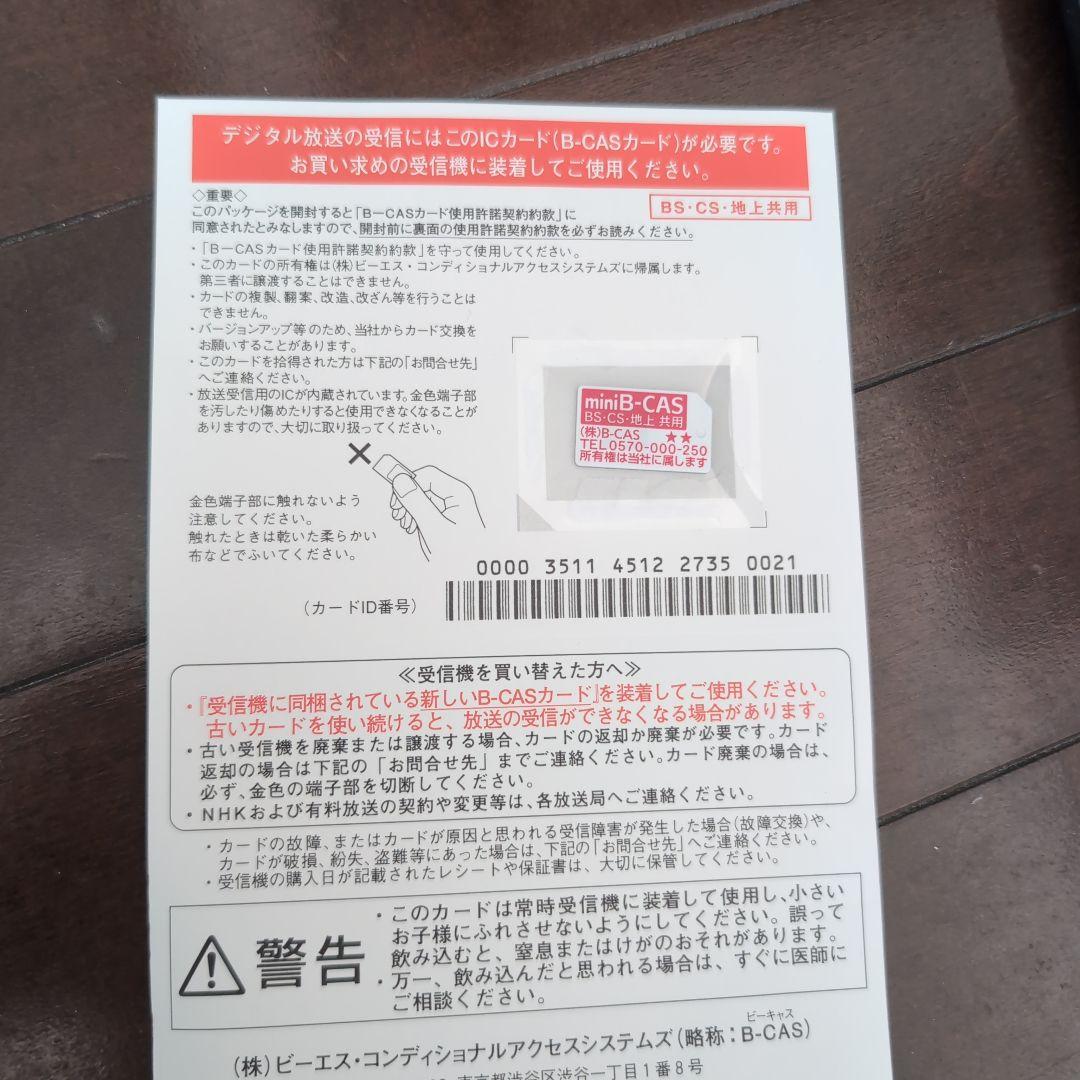 デジタル放送の受信にはこのICカード(B-CASカード)が必要です。
お買い求めの受信機に装着してご使用ください。
◇重要◇
BS・CS・地上共用
このパッケージを開封すると「B-CASカード使用許諾契約約款」に
同意されたとみなしますので、開封前に裏面の使用許諾契約約款を必ずお読みください。
・「B-CASカード使用許諾契約約款」を守って使用してください。
・このカードの所有権は(株)ビーエス・コンディショナルアクセスシステムズに帰属します。
第三者に譲渡することはできません。
・カードの複製、翻案、改造、改ざん等を行うことは
できません。
・バージョンアップ等のため、当社からカード交換を
お願いすることがあります。
・このカードを拾得された方は下記の「お問合せ先」
へご連絡ください。
・放送受信用のICが内蔵されています。金色端子部
を汚したり傷めたりすると使用できなくなることが
ありますので、大切に取り扱ってください。
miniB-CAS
BS・CS・地上 共用
(株)B-CAS ★★
TEL 0570-000-250
所有権は当社に属します
金色端子部に触れないよう
注意してください。
触れたときは乾いた柔らかい
布などでふいてください。
0000 3511 4512 2735 0021
(カードID番号)
≪受信機を買い替えた方へ≫
・『受信機に同梱されている新しいB-CASカード』を装着してご使用ください。
古いカードを使い続けると、放送の受信ができなくなる場合があります。
・古い受信機を廃棄または譲渡する場合、カードの返却か廃棄が必要です。カード
返却の場合は下記の「お問合せ先」までご連絡ください。カード廃棄の場合は、
必ず、金色の端子部を切断してください。
・NHKおよび有料放送の契約や変更等は、各放送局へご連絡ください。
・カードの故障、またはカードが原因と思われる受信障害が発生した場合(故障交換)や、
カードが破損、紛失、盗難等にあった場合は、下記の「お問合せ先」へご連絡ください。
・受信機の購入日が記載されたレシートや保証書は、大切に保管してください。
警告
・このカードは常時受信機に装着して使用し、小さい
お子様にふれさせないようにしてください。誤って
飲み込むと、窒息またはけがのおそれがあります。
・万一、飲み込んだと思われる場合は、すぐに医師に
ご相談ください。
(株)ビーエス・コンディショナルアクセスシステムズ(略称:B-CAS)
ビーキャス
東京都渋谷区渋谷一丁目1番8号